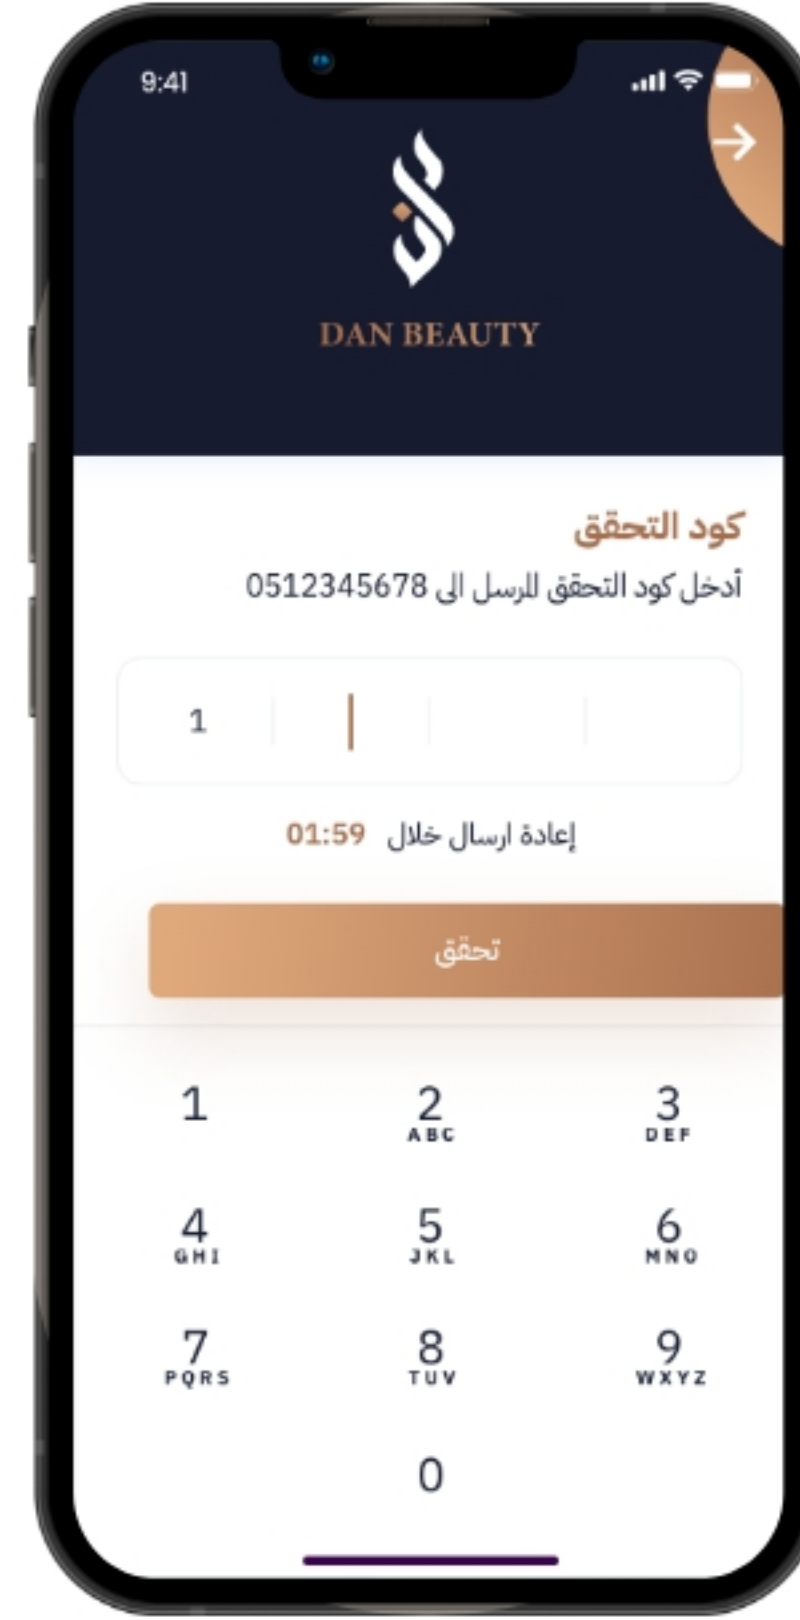 9:41
DAN BEAUTY
كود التحقق
أدخل كود التحقق المرسل الى 0512345678
1
إعادة ارسال خلال 01:59
تحقق
1 2 3
ABC DEF
4 5 6
GHI JKL MNO
7 8 9
PQRS TUV WXYZ
0